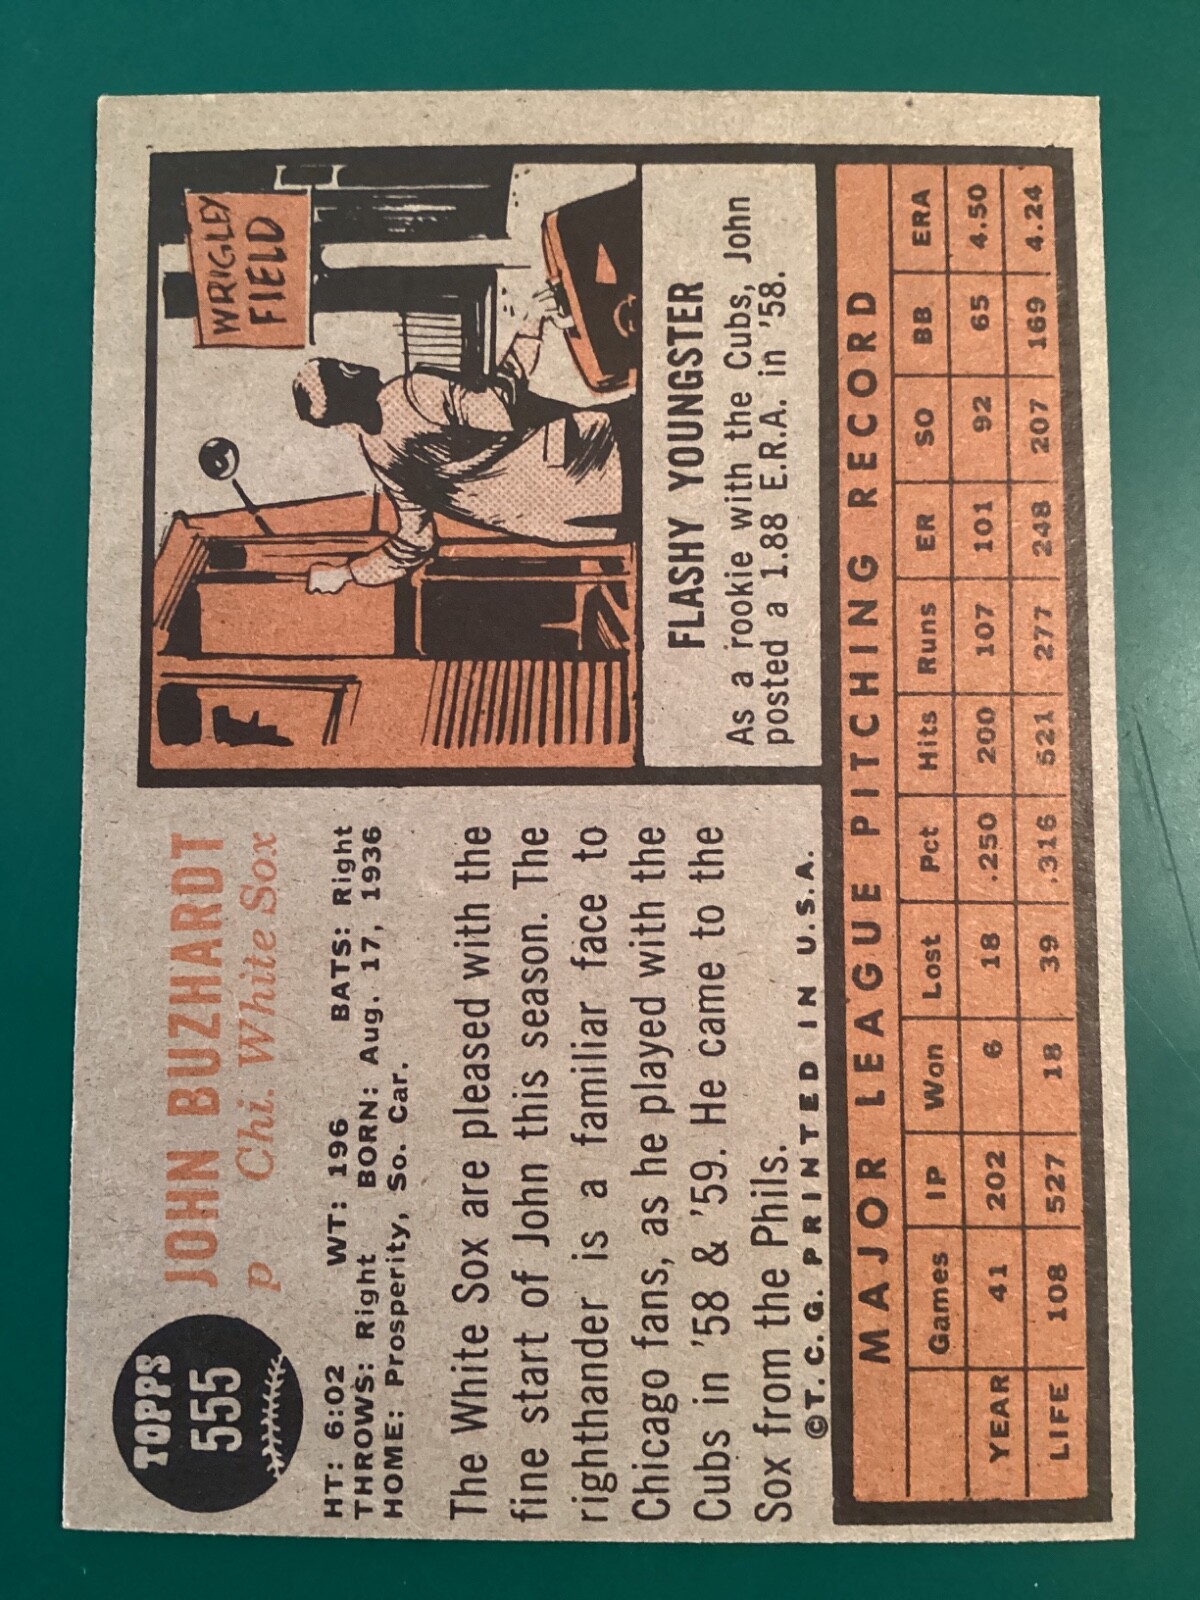 TOPPS
555
JOHN BUZHARDT
P Chi. White Sox
HT: 6:02 WT: 196 BATS: Right
THROWS: Right BORN: Aug. 17, 1936
HOME: Prosperity, So. Car.
The White Sox are pleased with the
fine start of John this season. The
righthander is a familiar face to
Chicago fans, as he played with the
Cubs in '58 & '59. He came to the
Sox from the Phils.
©T.C.G. PRINTED IN U.S.A.
WRIGLEY
FIELD
FLASHY YOUNGSTER
As a rookie with the Cubs, John
posted a 1.88 E.R.A. in '58.
MAJOR LEAGUE PITCHING RECORD
Games IP Won Lost Pct Hits Runs ER SO BB ERA
YEAR 41 202 6 18 .250 200 107 101 92 65 4.50
LIFE 108 527 18 39 .316 521 277 248 207 169 4.24